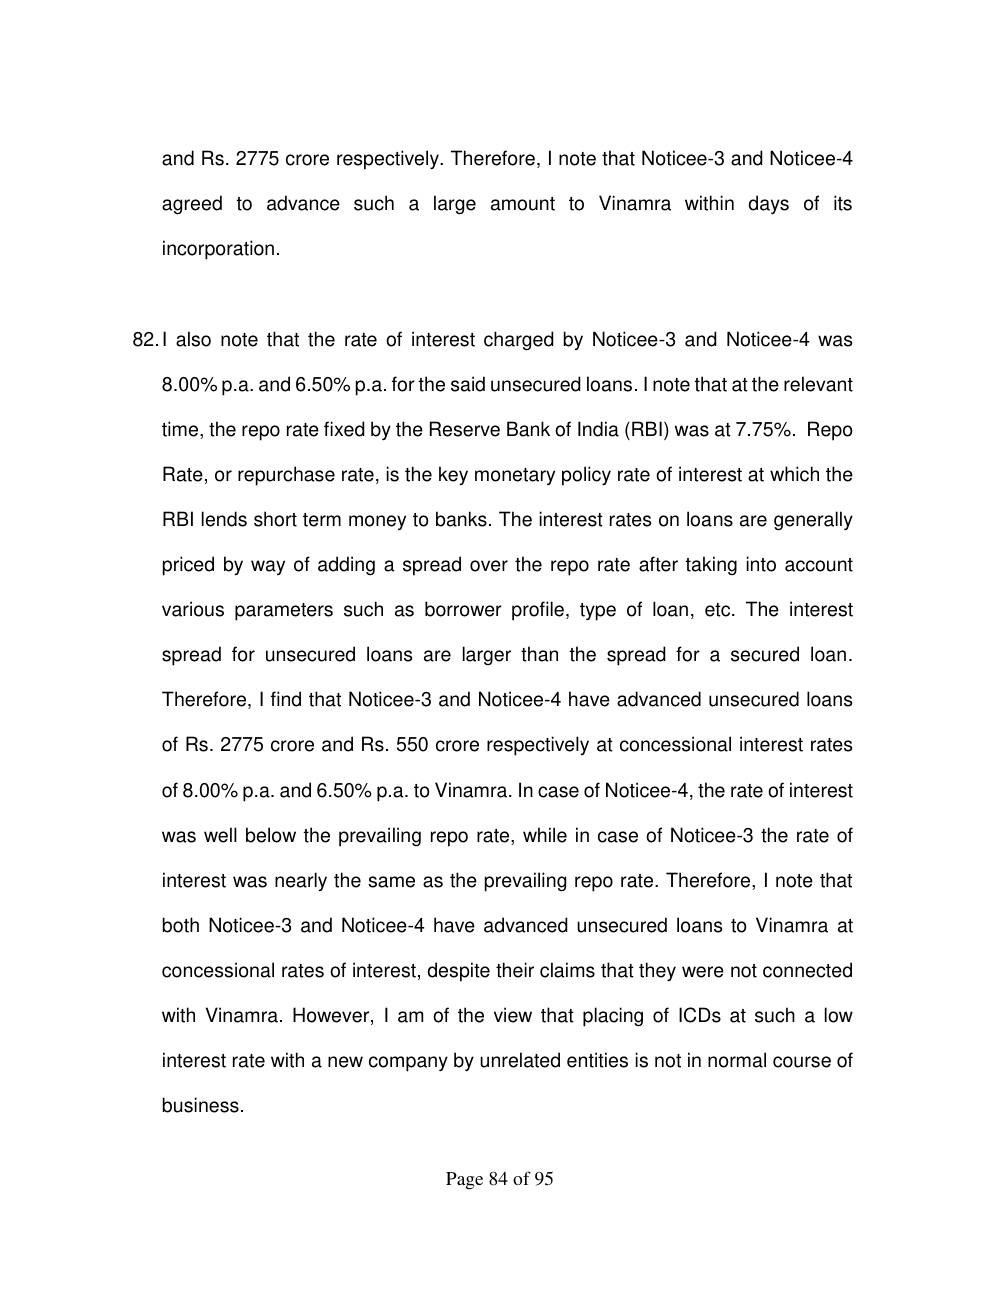 and Rs. 2775 crore respectively. Therefore, I note that Noticee-3 and Noticee-4
agreed to advance such a large amount to Vinamra within days of its
incorporation.
82. I also note that the rate of interest charged by Noticee-3 and Noticee-4 was
8.00% p.a. and 6.50% p.a. for the said unsecured loans. I note that at the relevant
time, the repo rate fixed by the Reserve Bank of India (RBI) was at 7.75%. Repo
Rate, or repurchase rate, is the key monetary policy rate of interest at which the
RBI lends short term money to banks. The interest rates on loans are generally
priced by way of adding a spread over the repo rate after taking into account
various parameters such as borrower profile, type of loan, etc. The interest
spread for unsecured loans are larger than the spread for a secured loan.
Therefore, I find that Noticee-3 and Noticee-4 have advanced unsecured loans
of Rs. 2775 crore and Rs. 550 crore respectively at concessional interest rates
of 8.00% p.a. and 6.50% p.a. to Vinamra. In case of Noticee-4, the rate of interest
was well below the prevailing repo rate, while in case of Noticee-3 the rate of
interest was nearly the same as the prevailing repo rate. Therefore, I note that
both Noticee-3 and Noticee-4 have advanced unsecured loans to Vinamra at
concessional rates of interest, despite their claims that they were not connected
with Vinamra. However, I am of the view that placing of ICDs at such a low
interest rate with a new company by unrelated entities is not in normal course of
business.
Page 84 of 95